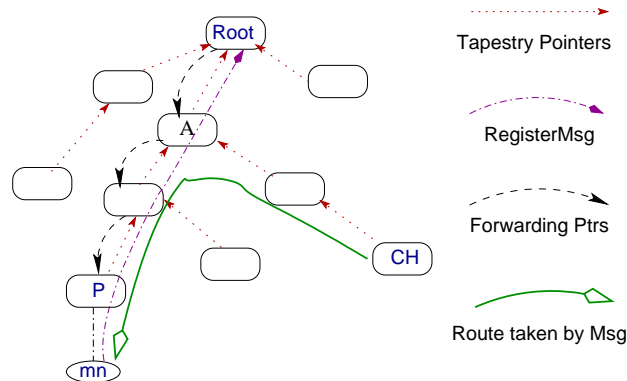 Root
Tapestry Pointers
A
RegisterMsg
Forwarding Ptrs
CH
P
Route taken by Msg
mn